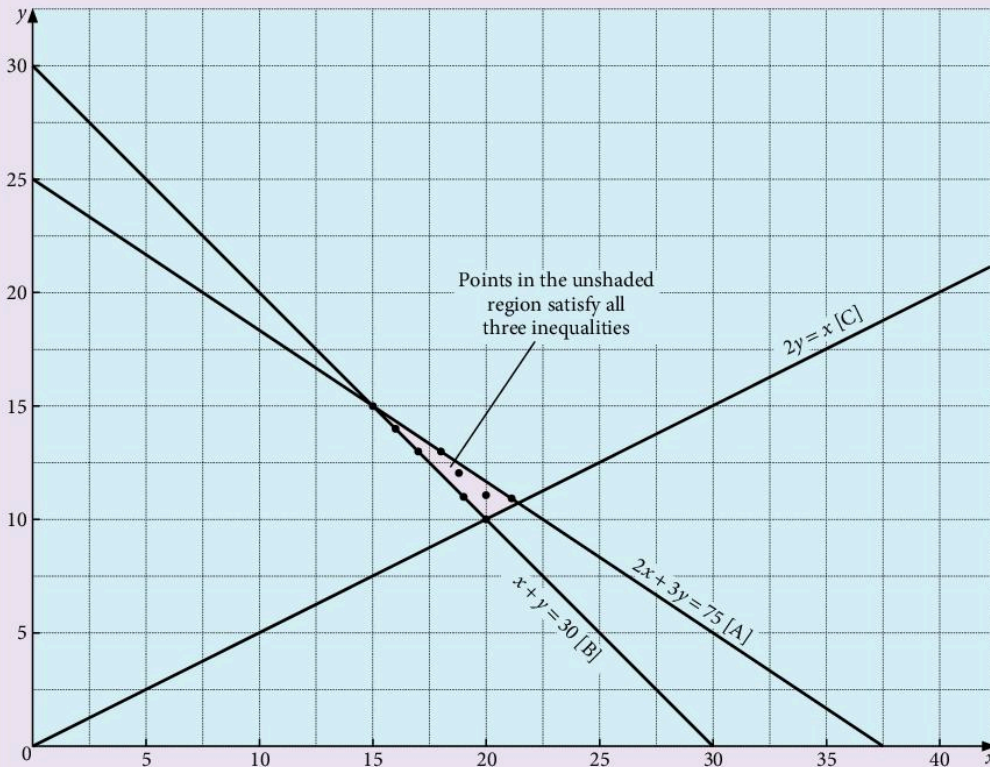 y
30
25
20
15
10
5
0
5
10
15
20
25
30
35
40
x
Points in the unshaded
region satisfy all
three inequalities
2y = x [C]
2x + 3y = 75 [A]
x + y = 30 [B]